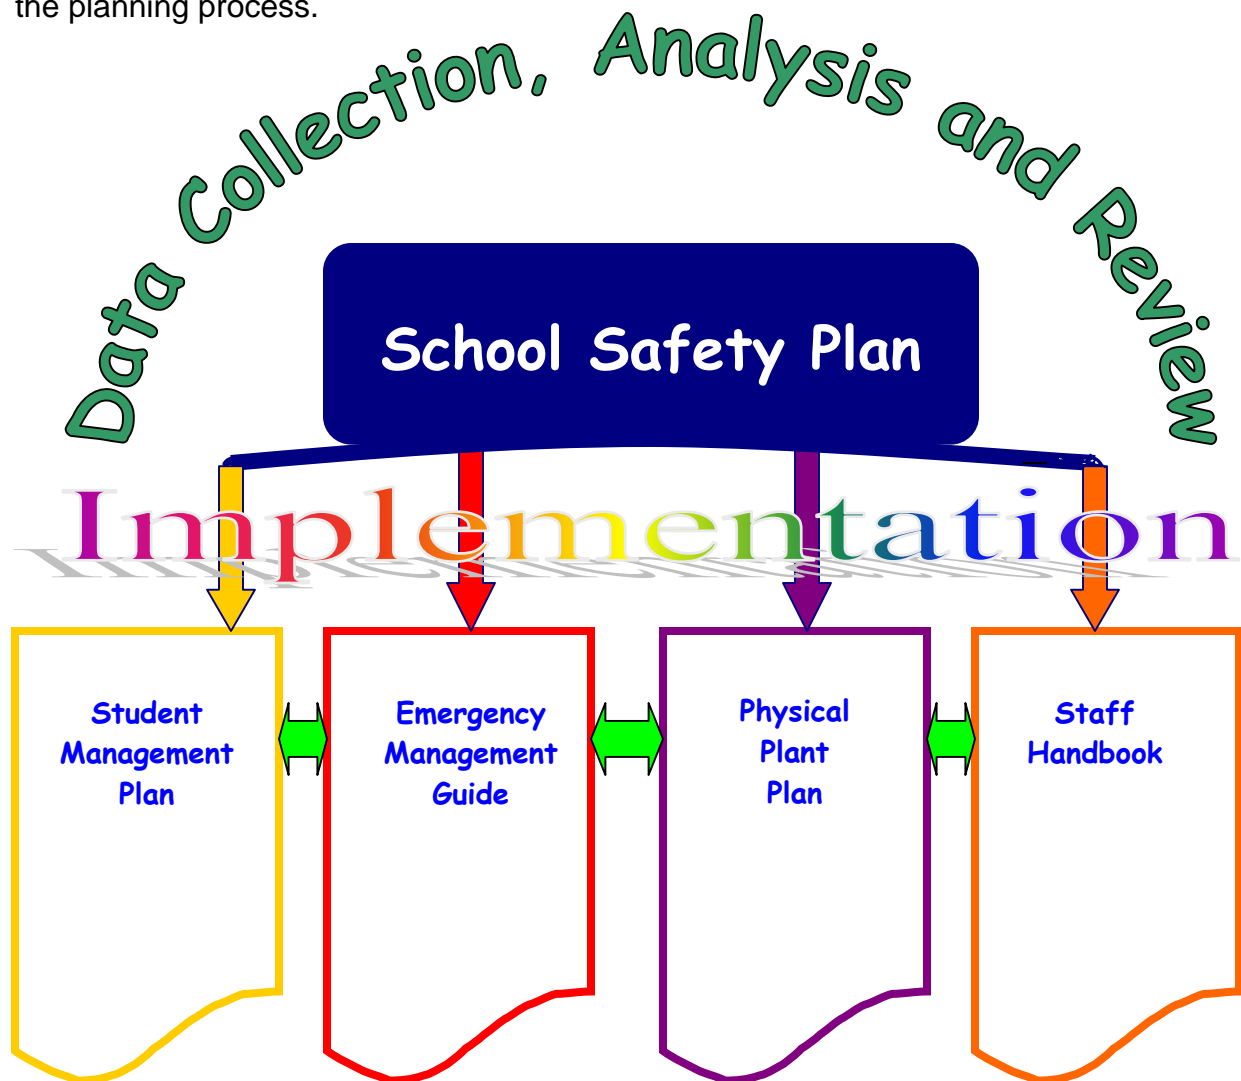 the planning process.
Data Collection, Analysis and Review
School Safety Plan
Implementation
Student
Management
Plan
Emergency
Management
Guide
Physical
Plant
Plan
Staff
Handbook